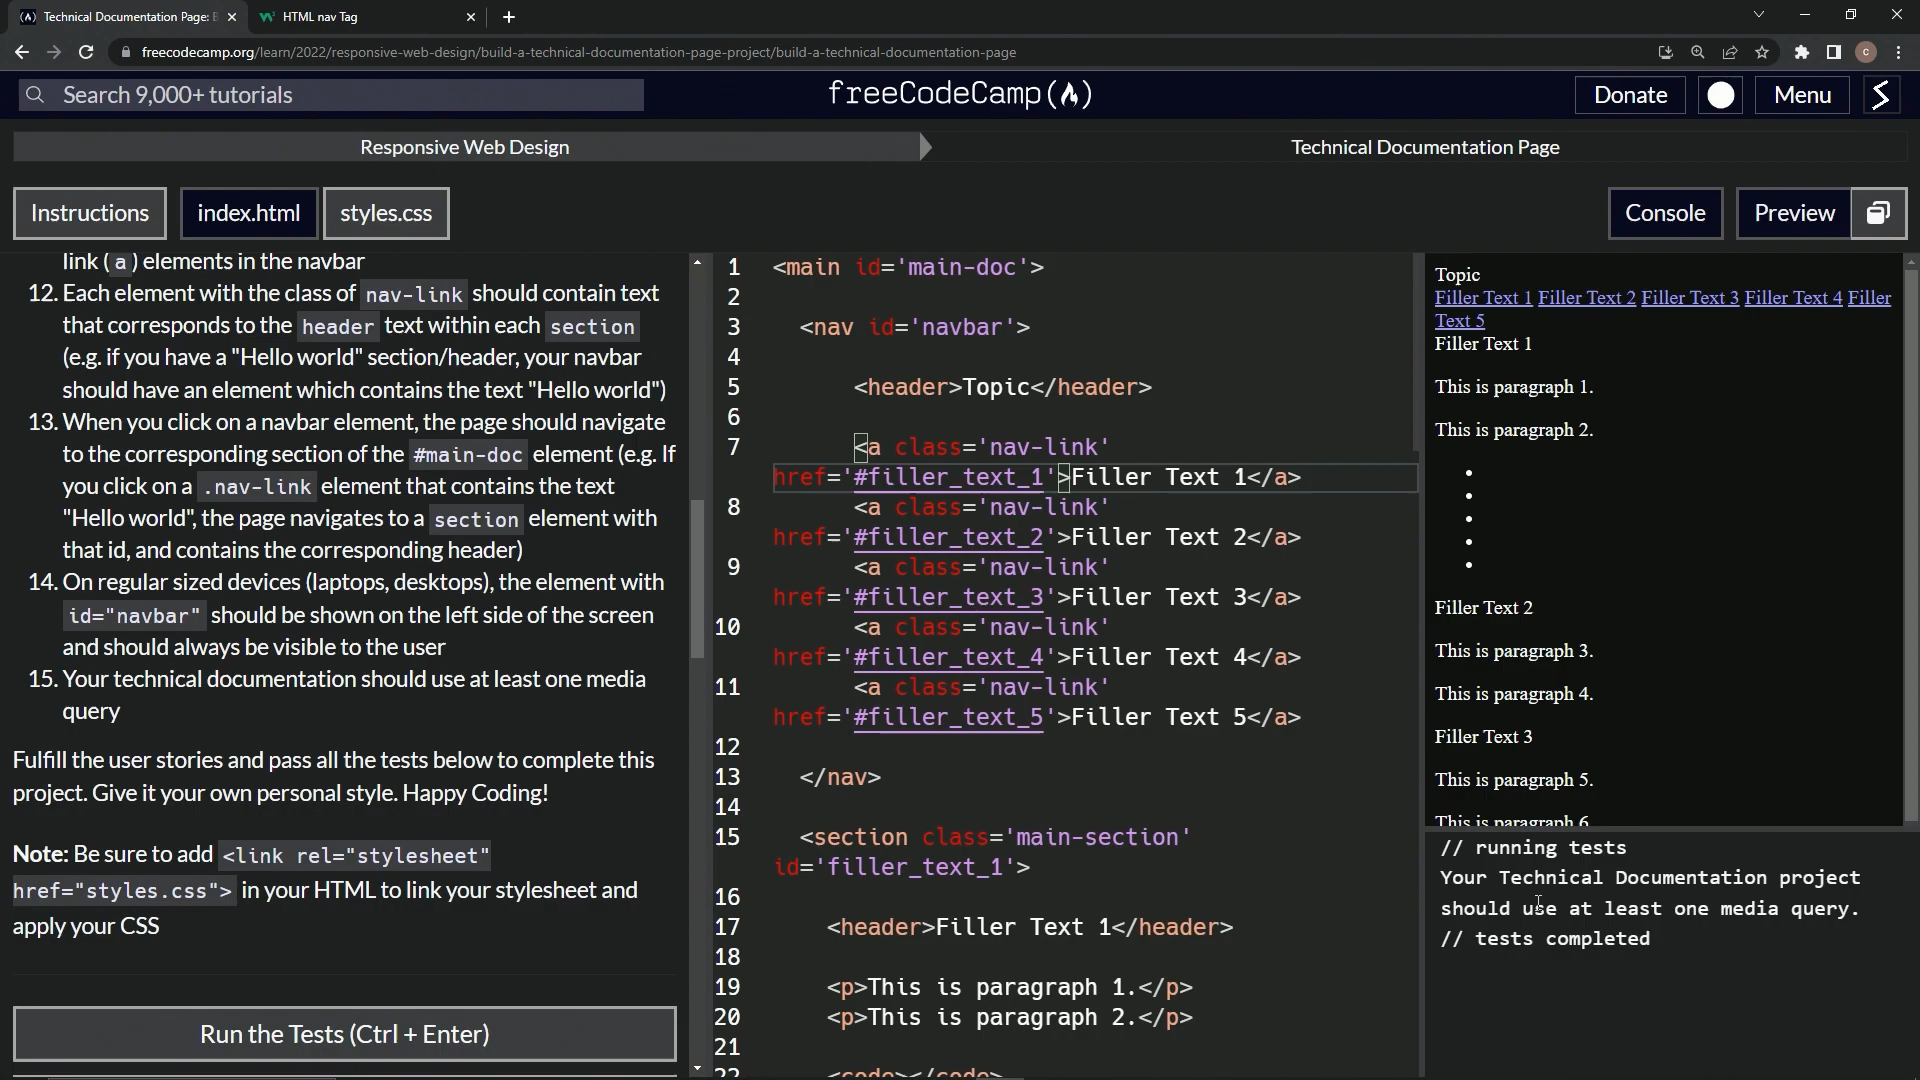 Technical Documentation Page: B
HTML nav Tag
freecodecamp.org/learn/2022/responsive-web-design/build-a-technical-documentation-page-project/build-a-technical-documentation-page
c
Search 9,000+ tutorials
freeCodeCamp(🔥)
Donate
Menu
Responsive Web Design
Technical Documentation Page
Instructions
index.html
styles.css
Console
Preview
link ( a ) elements in the navbar
12. Each element with the class of nav-link should contain text
that corresponds to the header text within each section
(e.g. if you have a "Hello world" section/header, your navbar
should have an element which contains the text "Hello world")
13. When you click on a navbar element, the page should navigate
to the corresponding section of the #main-doc element (e.g. If
you click on a .nav-link element that contains the text
"Hello world", the page navigates to a section element with
that id, and contains the corresponding header)
14. On regular sized devices (laptops, desktops), the element with
id="navbar" should be shown on the left side of the screen
and should always be visible to the user
15. Your technical documentation should use at least one media
query
Fulfill the user stories and pass all the tests below to complete this
project. Give it your own personal style. Happy Coding!
Note: Be sure to add <link rel="stylesheet"
href="styles.css"> in your HTML to link your stylesheet and
apply your CSS
Run the Tests (Ctrl + Enter)
1 <main id='main-doc'>
2
3 <nav id='navbar'>
4
5 <header>Topic</header>
6
7 <a class='nav-link'
href='#filler_text_1'>Filler Text 1</a>
8 <a class='nav-link'
href='#filler_text_2'>Filler Text 2</a>
9 <a class='nav-link'
href='#filler_text_3'>Filler Text 3</a>
10 <a class='nav-link'
href='#filler_text_4'>Filler Text 4</a>
11 <a class='nav-link'
href='#filler_text_5'>Filler Text 5</a>
12
13 </nav>
14
15 <section class='main-section'
id='filler_text_1'>
16
17 <header>Filler Text 1</header>
18
19 <p>This is paragraph 1.</p>
20 <p>This is paragraph 2.</p>
21
22 <code></code>
Topic
Filler Text 1 Filler Text 2 Filler Text 3 Filler Text 4 Filler
Text 5
Filler Text 1
This is paragraph 1.
This is paragraph 2.
Filler Text 2
This is paragraph 3.
This is paragraph 4.
Filler Text 3
This is paragraph 5.
This is paragraph 6.
// running tests
Your Technical Documentation project
should use at least one media query.
// tests completed